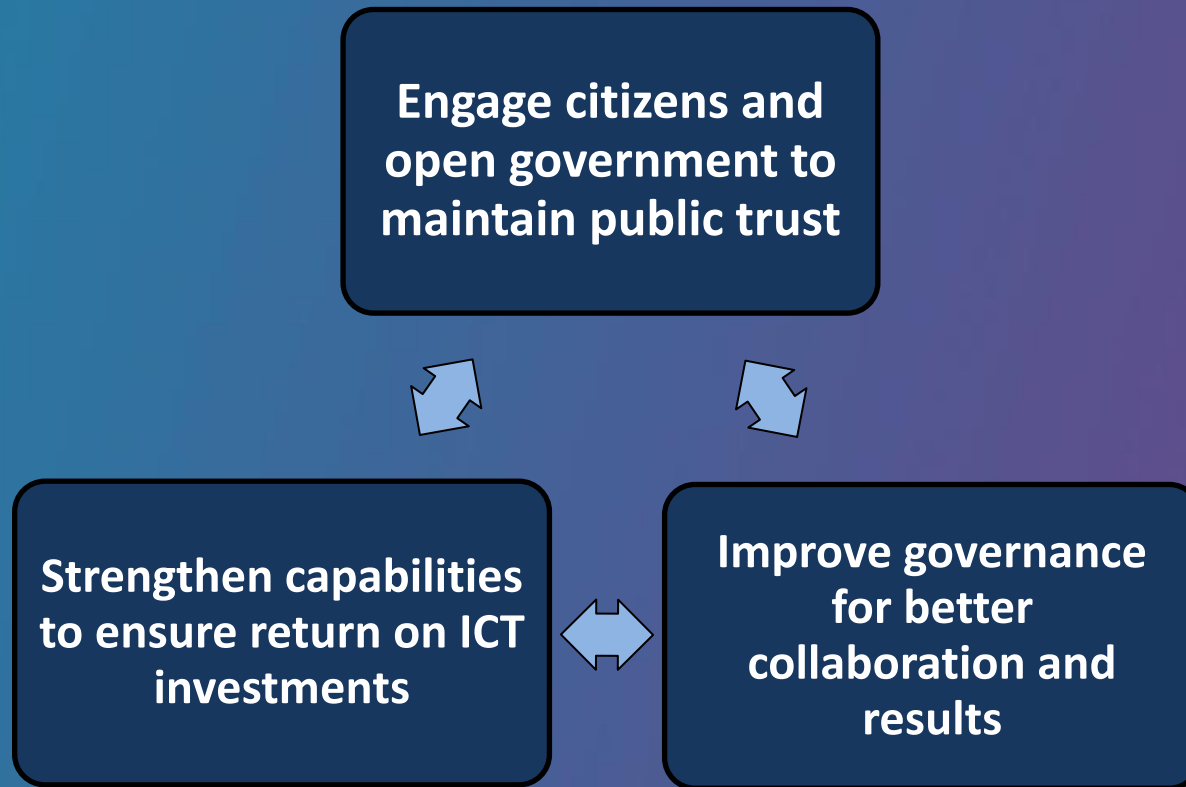 Engage citizens and
open government to
maintain public trust
Strengthen capabilities
to ensure return on ICT
investments
Improve governance
for better
collaboration and
results